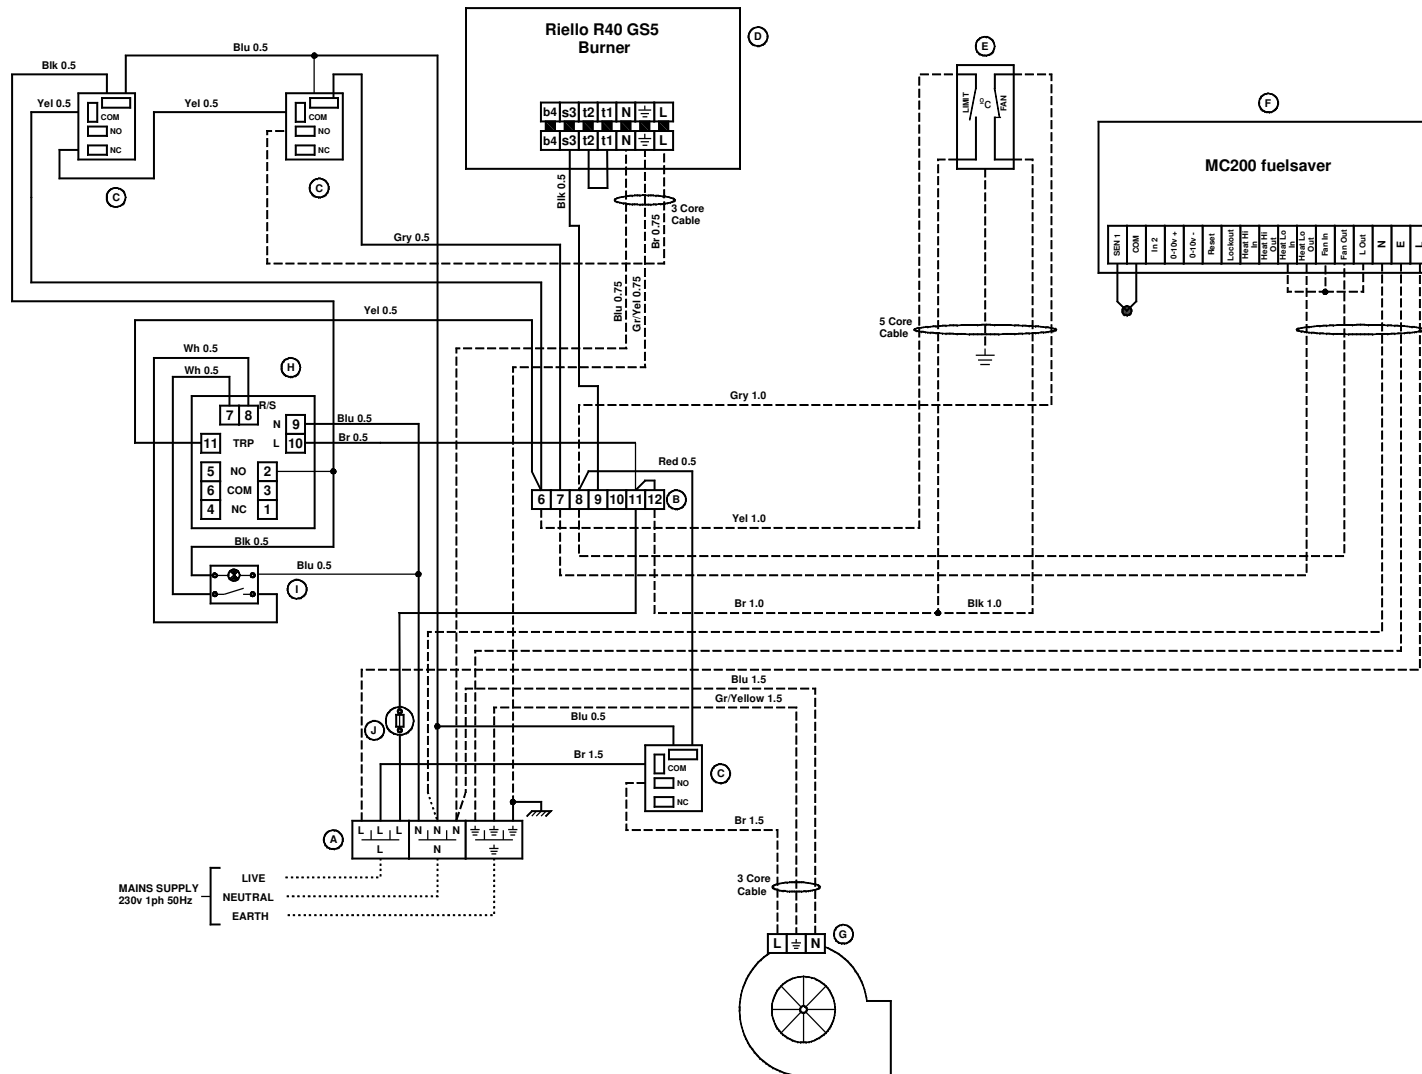 Riello R40 GS5
Burner
D
E
F
Blu 0.5
Blk 0.5
Yel 0.5
Yel 0.5
COM
NO
NC
C
COM
NO
NC
C
b4 s3 t2 t1 N L
b4 s3 t2 t1 N L
Blk 0.5
3 Core
Cable
Br 0.75
Blu 0.75
Gr/Yel 0.75
Gry 0.5
LIMIT
ºC
FAN
MC200 fuelsaver
SEN 1
COM
In 2
0-10v +
0-10v -
Reset
Lockout
Heat Hi
In
Heat Hi
Out
Heat Lo
In
Heat Lo
Out
Fan In
Fan Out
L Out
N
E
L
5 Core
Cable
Yel 0.5
Wh 0.5
Wh 0.5
H
R/S
7 8
N 9
Blu 0.5
11 TRP L 10
Br 0.5
5 NO 2
6 COM 3
4 NC 1
Blk 0.5
Blu 0.5
I
Gry 1.0
Red 0.5
6 7 8 9 10 11 12
B
Yel 1.0
Br 1.0
Blk 1.0
Blu 1.5
Gr/Yellow 1.5
Blu 0.5
J
Br 1.5
COM
NO
NC
C
Br 1.5
A
L L L N N N
L N
MAINS SUPPLY
230v 1ph 50Hz
LIVE
NEUTRAL
EARTH
3 Core
Cable
L N
G